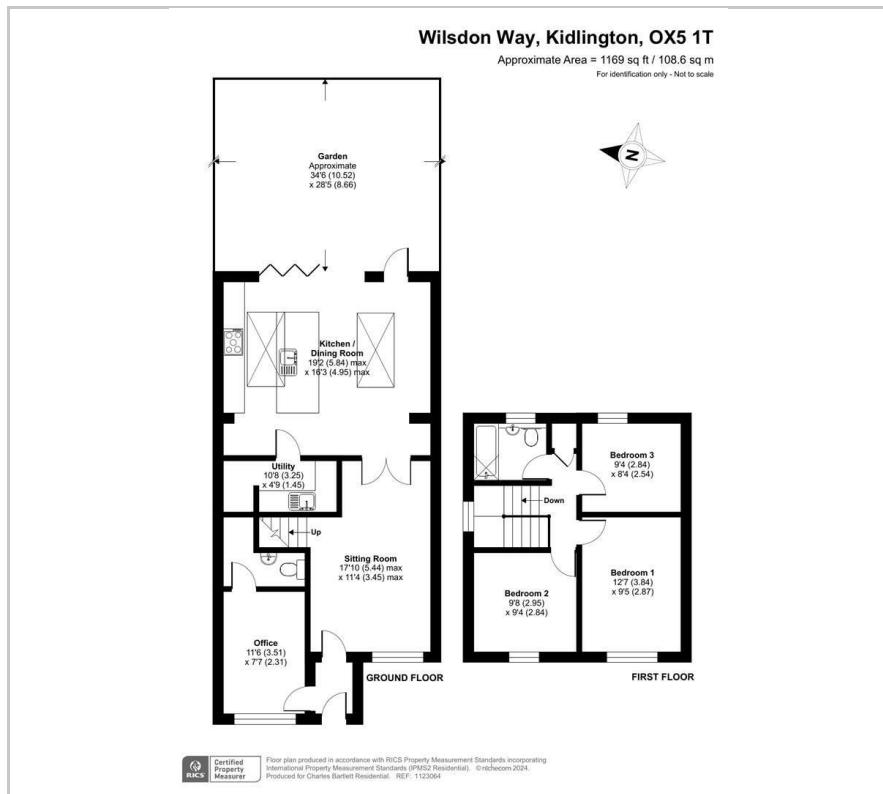 Wilsdon Way, Kidlington, OX5 1T
Approximate Area = 1169 sq ft / 108.6 sq m
For identification only - Not to scale
N
Garden
Approximate
34'6 (10.52)
x 28'5 (8.66)
Kitchen /
Dining Room
19'2 (5.84) max
x 16'3 (4.95) max
Utility
10'8 (3.25)
x 4'9 (1.45)
Up
Sitting Room
17'10 (5.44) max
x 11'4 (3.45) max
Office
11'6 (3.51)
x 7'7 (2.31)
GROUND FLOOR
Bedroom 3
9'4 (2.84)
x 8'4 (2.54)
Down
Bedroom 1
12'7 (3.84)
x 9'5 (2.87)
Bedroom 2
9'8 (2.95)
x 9'4 (2.84)
FIRST FLOOR
RICS
Certified
Property
Measurer
Floor plan produced in accordance with RICS Property Measurement Standards incorporating
International Property Measurement Standards (IPMS2 Residential). © nichecom 2024.
Produced for Charles Bartlett Residential. REF: 1123064